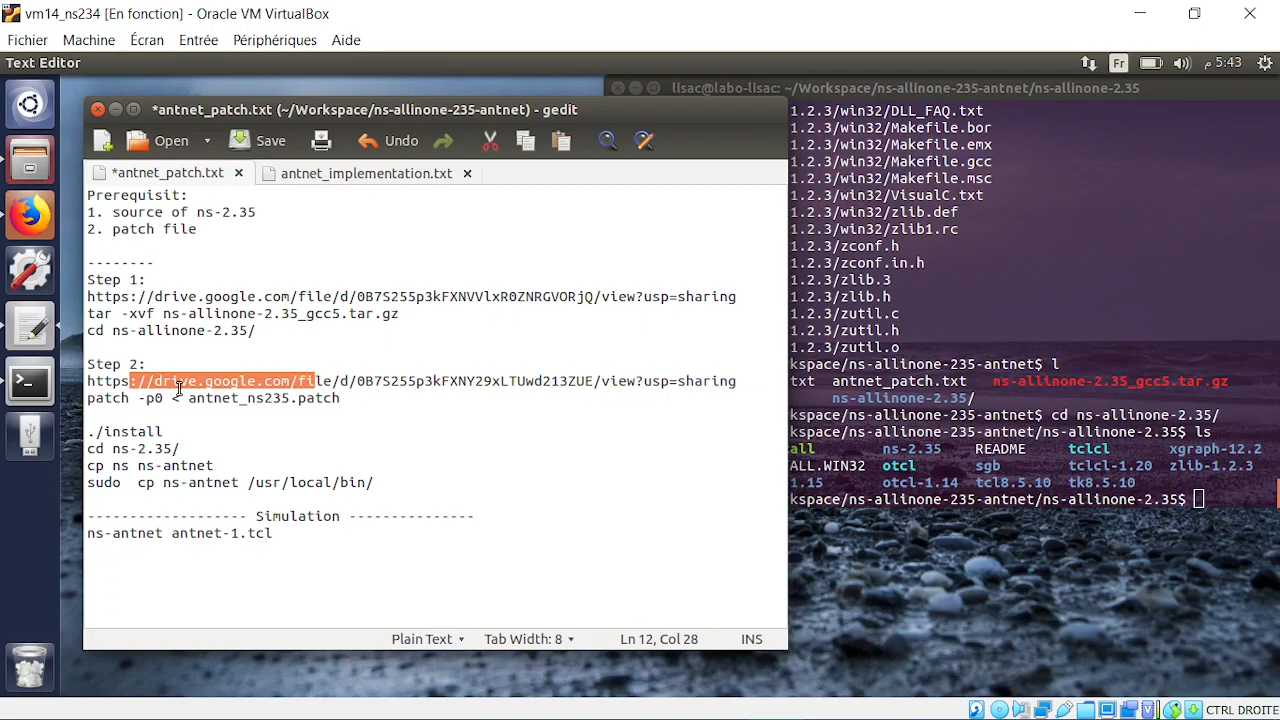 vm14_ns234 [En fonction] - Oracle VM VirtualBox
Fichier Machine Écran Entrée Périphériques Aide
Text Editor
Fr
5:43 م
*antnet_patch.txt (~/Workspace/ns-allinone-235-antnet) - gedit
Open Save Undo
*antnet_patch.txt antnet_implementation.txt
Prerequisit:
1. source of ns-2.35
2. patch file
--------
Step 1:
https://drive.google.com/file/d/0B7S255p3kFXNVVlxR0ZNRGVORjQ/view?usp=sharing
tar -xvf ns-allinone-2.35_gcc5.tar.gz
cd ns-allinone-2.35/
Step 2:
https://drive.google.com/file/d/0B7S255p3kFXNY29xLTUwd213ZUE/view?usp=sharing
patch -p0 < antnet_ns235.patch
./install
cd ns-2.35/
cp ns ns-antnet
sudo  cp ns-antnet /usr/local/bin/
------------------ Simulation ---------------
ns-antnet antnet-1.tcl
Plain Text Tab Width: 8 Ln 12, Col 28 INS
lisac@labo-lisac: ~/Workspace/ns-allinone-235-antnet/ns-allinone-2.35
1.2.3/win32/DLL_FAQ.txt
1.2.3/win32/Makefile.bor
1.2.3/win32/Makefile.emx
1.2.3/win32/Makefile.gcc
1.2.3/win32/Makefile.msc
1.2.3/win32/VisualC.txt
1.2.3/win32/zlib.def
1.2.3/win32/zlib1.rc
1.2.3/zconf.h
1.2.3/zconf.in.h
1.2.3/zlib.3
1.2.3/zlib.h
1.2.3/zutil.c
1.2.3/zutil.h
1.2.3/zutil.o
kspace/ns-allinone-235-antnet$ l
txt antnet_patch.txt ns-allinone-2.35_gcc5.tar.gz
ns-allinone-2.35/
kspace/ns-allinone-235-antnet$ cd ns-allinone-2.35/
kspace/ns-allinone-235-antnet/ns-allinone-2.35$ ls
all ns-2.35 README tclcl xgraph-12.2
ALL.WIN32 otcl sgb tclcl-1.20 zlib-1.2.3
1.15 otcl-1.14 tcl8.5.10 tk8.5.10
kspace/ns-allinone-235-antnet/ns-allinone-2.35$
CTRL DROITE